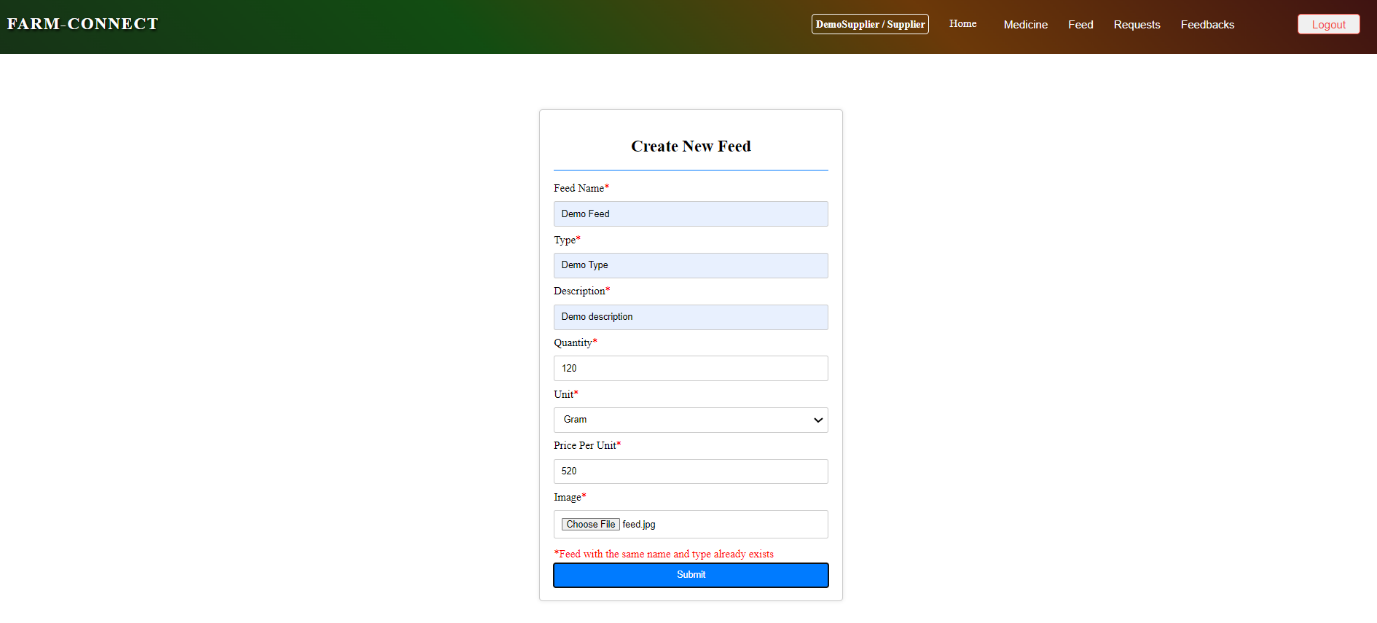 FARM-CONNECT DemoSupplier / Supplier Home Medicine Feed Requests Feedbacks Logout
Create New Feed
Feed Name*
Demo Feed
Type*
Demo Type
Description*
Demo description
Quantity*
120
Unit*
Gram
Price Per Unit*
520
Image*
Choose File feed.jpg
*Feed with the same name and type already exists
Submit